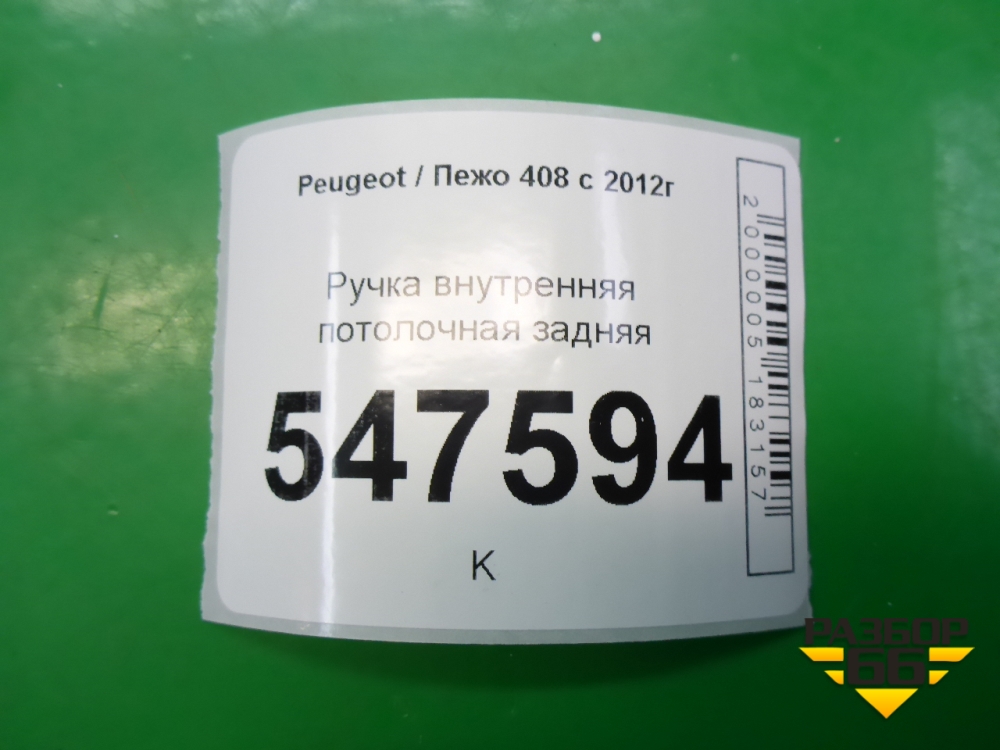 Peugeot / Пежо 408 с 2012г
Ручка внутренняя
потолочная задняя
547594
К
2000005183157
РАЗБОР
66